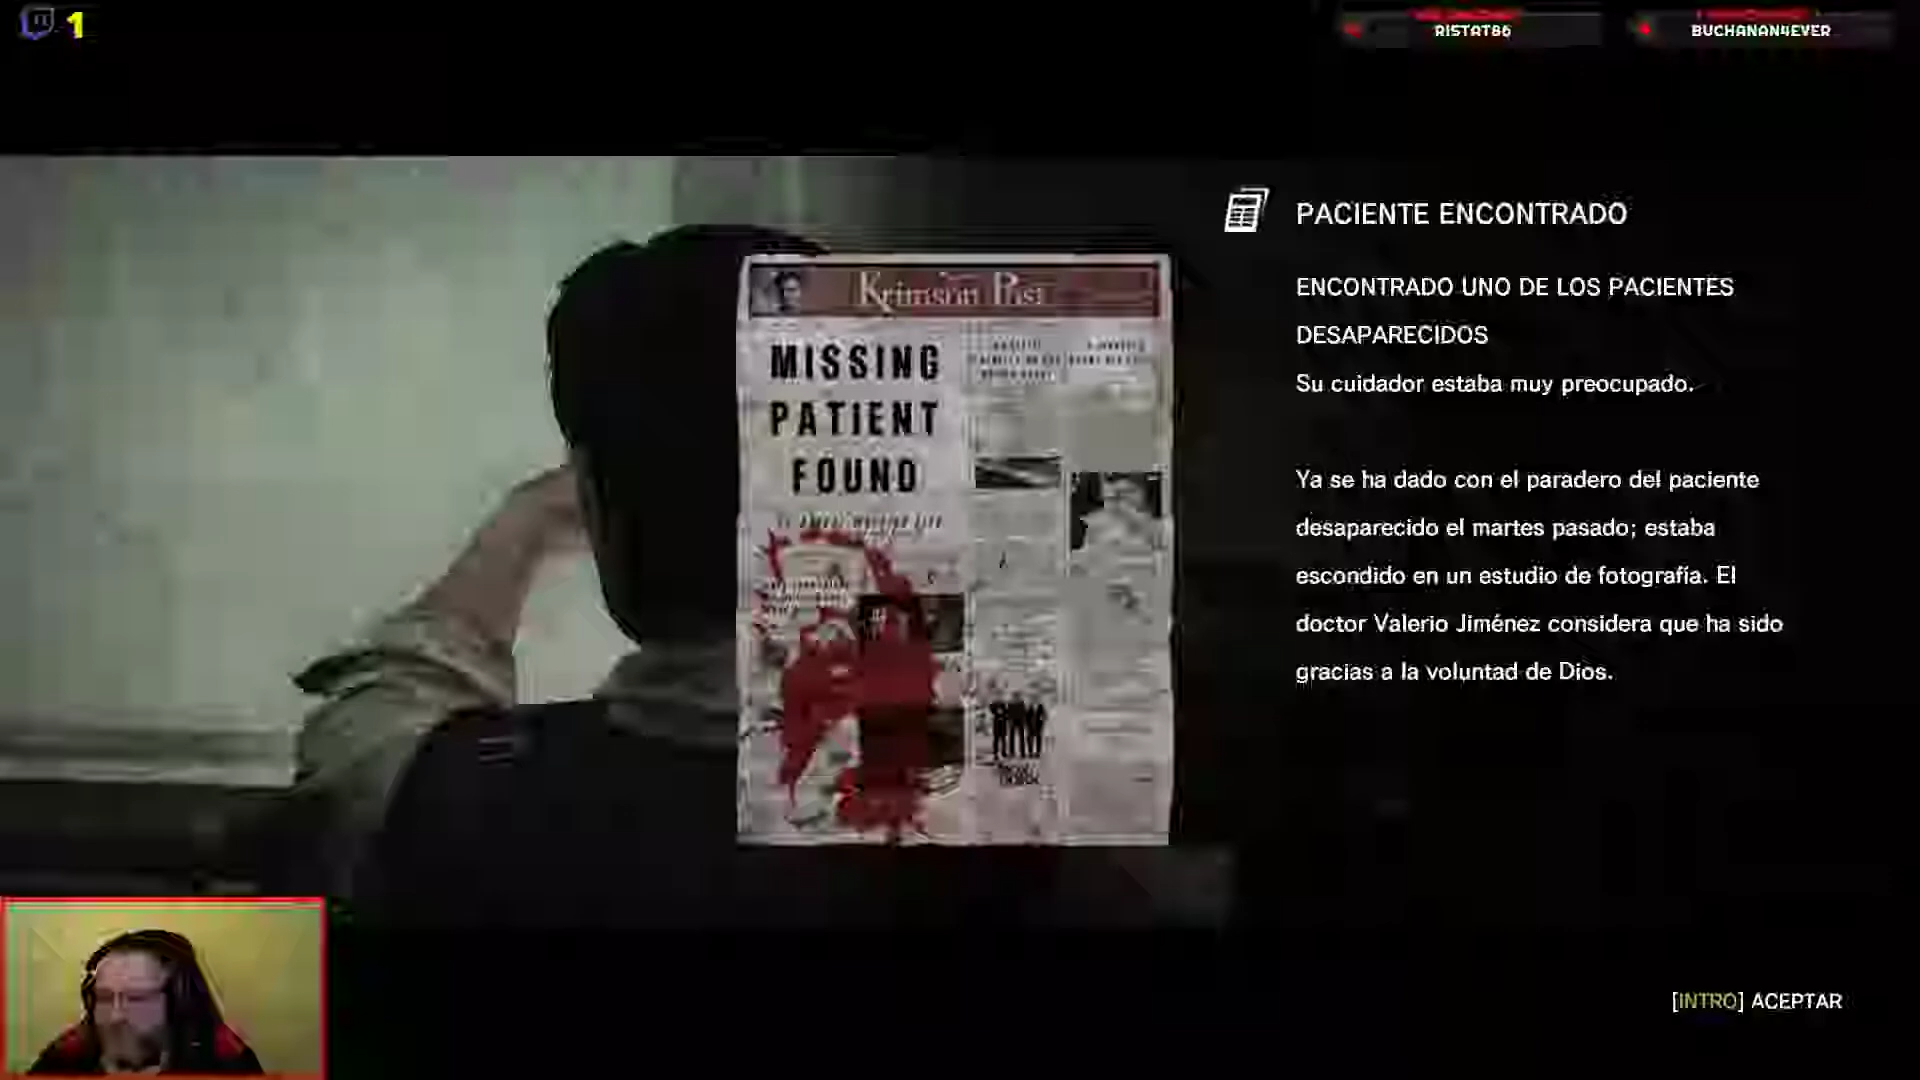 1
RISTAT86
BUCHANAN4EVER
PACIENTE ENCONTRADO
ENCONTRADO UNO DE LOS PACIENTES
DESAPARECIDOS
Su cuidador estaba muy preocupado.
Ya se ha dado con el paradero del paciente
desaparecido el martes pasado; estaba
escondido en un estudio de fotografía. El
doctor Valerio Jiménez considera que ha sido
gracias a la voluntad de Dios.
Krimson Post
MISSING
PATIENT
FOUND
[INTRO] ACEPTAR